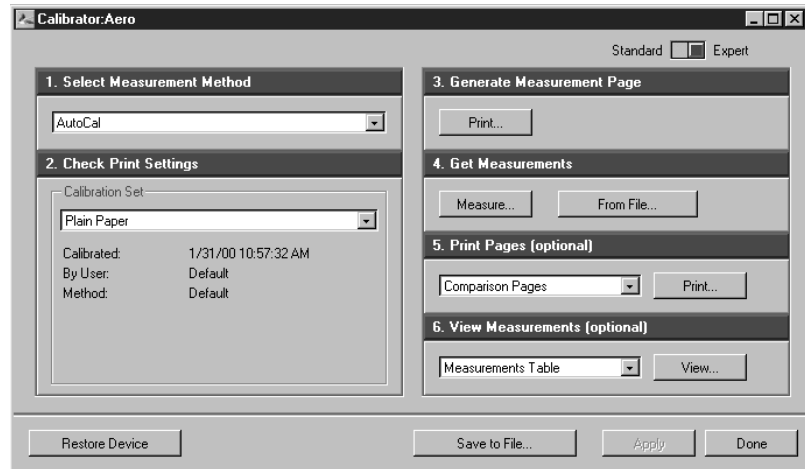 Calibrator:Aero
Standard Expert
1. Select Measurement Method
AutoCal
2. Check Print Settings
Calibration Set
Plain Paper
Calibrated: 1/31/00 10:57:32 AM
By User: Default
Method: Default
3. Generate Measurement Page
Print...
4. Get Measurements
Measure... From File...
5. Print Pages (optional)
Comparison Pages Print...
6. View Measurements (optional)
Measurements Table View...
Restore Device Save to File... Apply Done